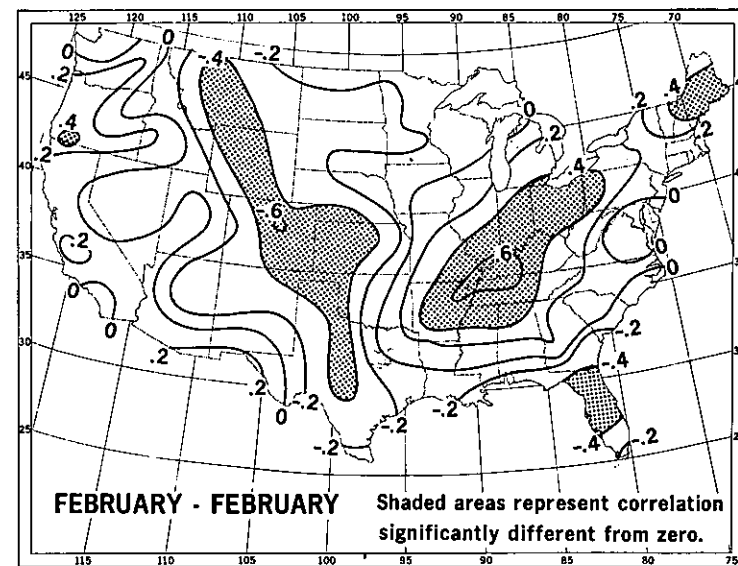 125 120 115 110 105 100 95 90 85 80 75 70
0 0 -.4 -.2
.2 .4 .4
45 .2 0 .2 .2
.4 .2 .4
40 .2
-.6 0
35 .2 .6 0
0 0
0
30 .2 -.2
.2 -.4
-.2 0 -.2 -.2
25 -.2 -.4 -.2
FEBRUARY - FEBRUARY
Shaded areas represent correlation
significantly different from zero.
115 110 105 100 95 90 85 80 75